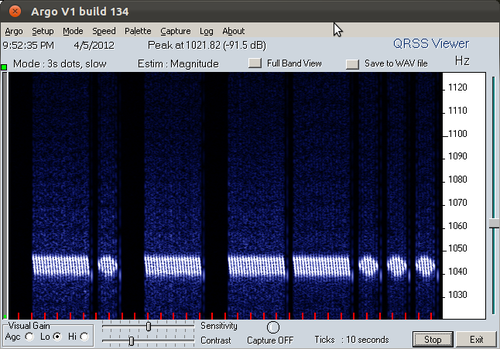 Argo V1 build 134
Argo Setup Mode Speed Palette Capture Log About
9:52:35 PM 4/5/2012 Peak at 1021.82 (-91.5 dB) QRSS Viewer
Mode : 3s dots, slow Estim : Magnitude Full Band View Save to WAV file Hz
1120
1110
1100
1090
1080
1070
1060
1050
1040
1030
Visual Gain Sensitivity
Agc Lo Hi Contrast Capture OFF Ticks : 10 seconds Stop Exit